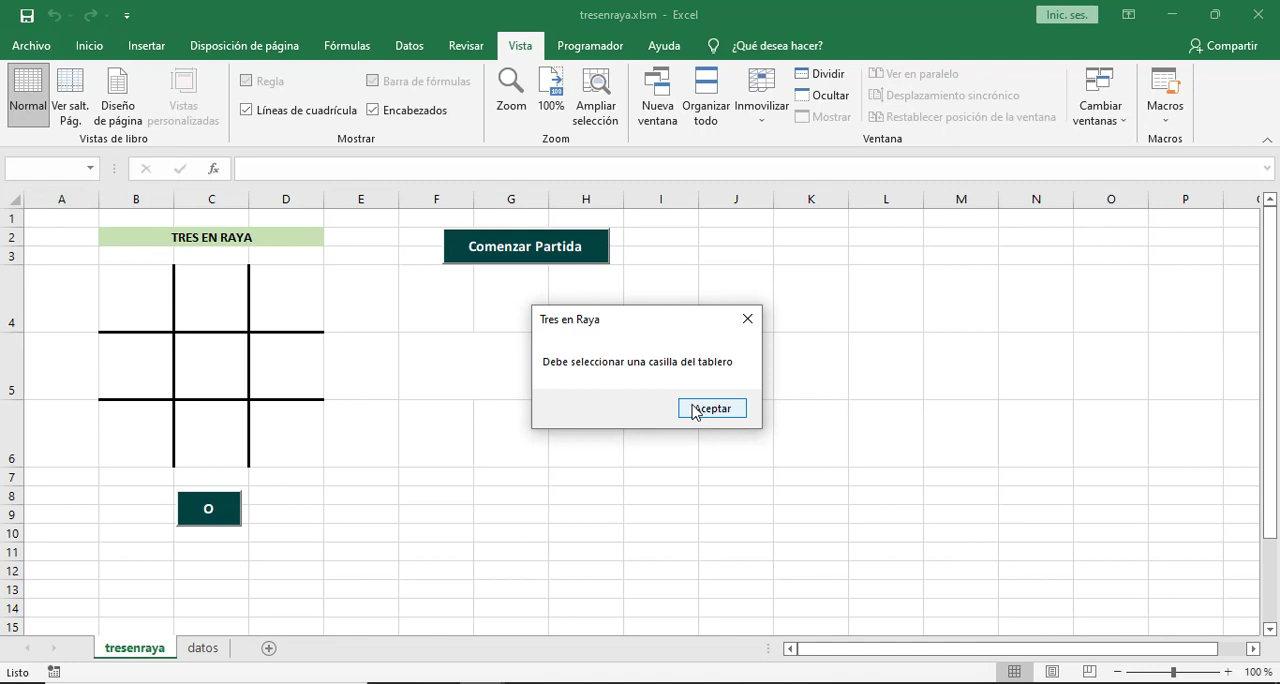 tresenraya.xlsm - Excel
Inic. ses.
Archivo Inicio Insertar Disposición de página Fórmulas Datos Revisar Vista Programador Ayuda ¿Qué desea hacer? Compartir
Normal
Ver salt. Pág.
Diseño de página
Vistas personalizadas
Vistas de libro
Regla
Barra de fórmulas
Líneas de cuadrícula
Encabezados
Mostrar
Zoom
100%
Ampliar selección
Zoom
Nueva ventana
Organizar todo
Inmovilizar
Dividir
Ocultar
Mostrar
Ver en paralelo
Desplazamiento sincrónico
Restablecer posición de la ventana
Ventana
Cambiar ventanas
Macros
Macros
fx
A B C D E F G H I J K L M N O P
1
2 TRES EN RAYA
Comenzar Partida
3
4
Tres en Raya
Debe seleccionar una casilla del tablero
Aceptar
5
6
7
8
O
9
10
11
12
13
14
15
tresenraya datos
Listo
100 %